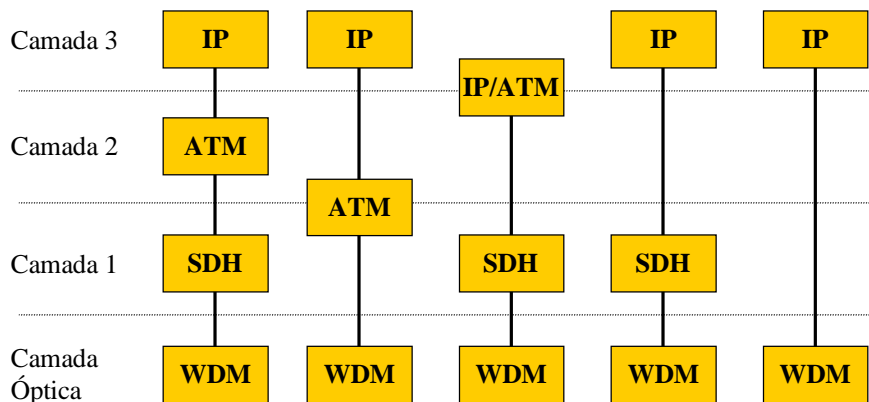 Camada 3
IP
IP
IP
IP
IP/ATM
Camada 2
ATM
ATM
Camada 1
SDH
SDH
SDH
Camada
Óptica
WDM
WDM
WDM
WDM
WDM